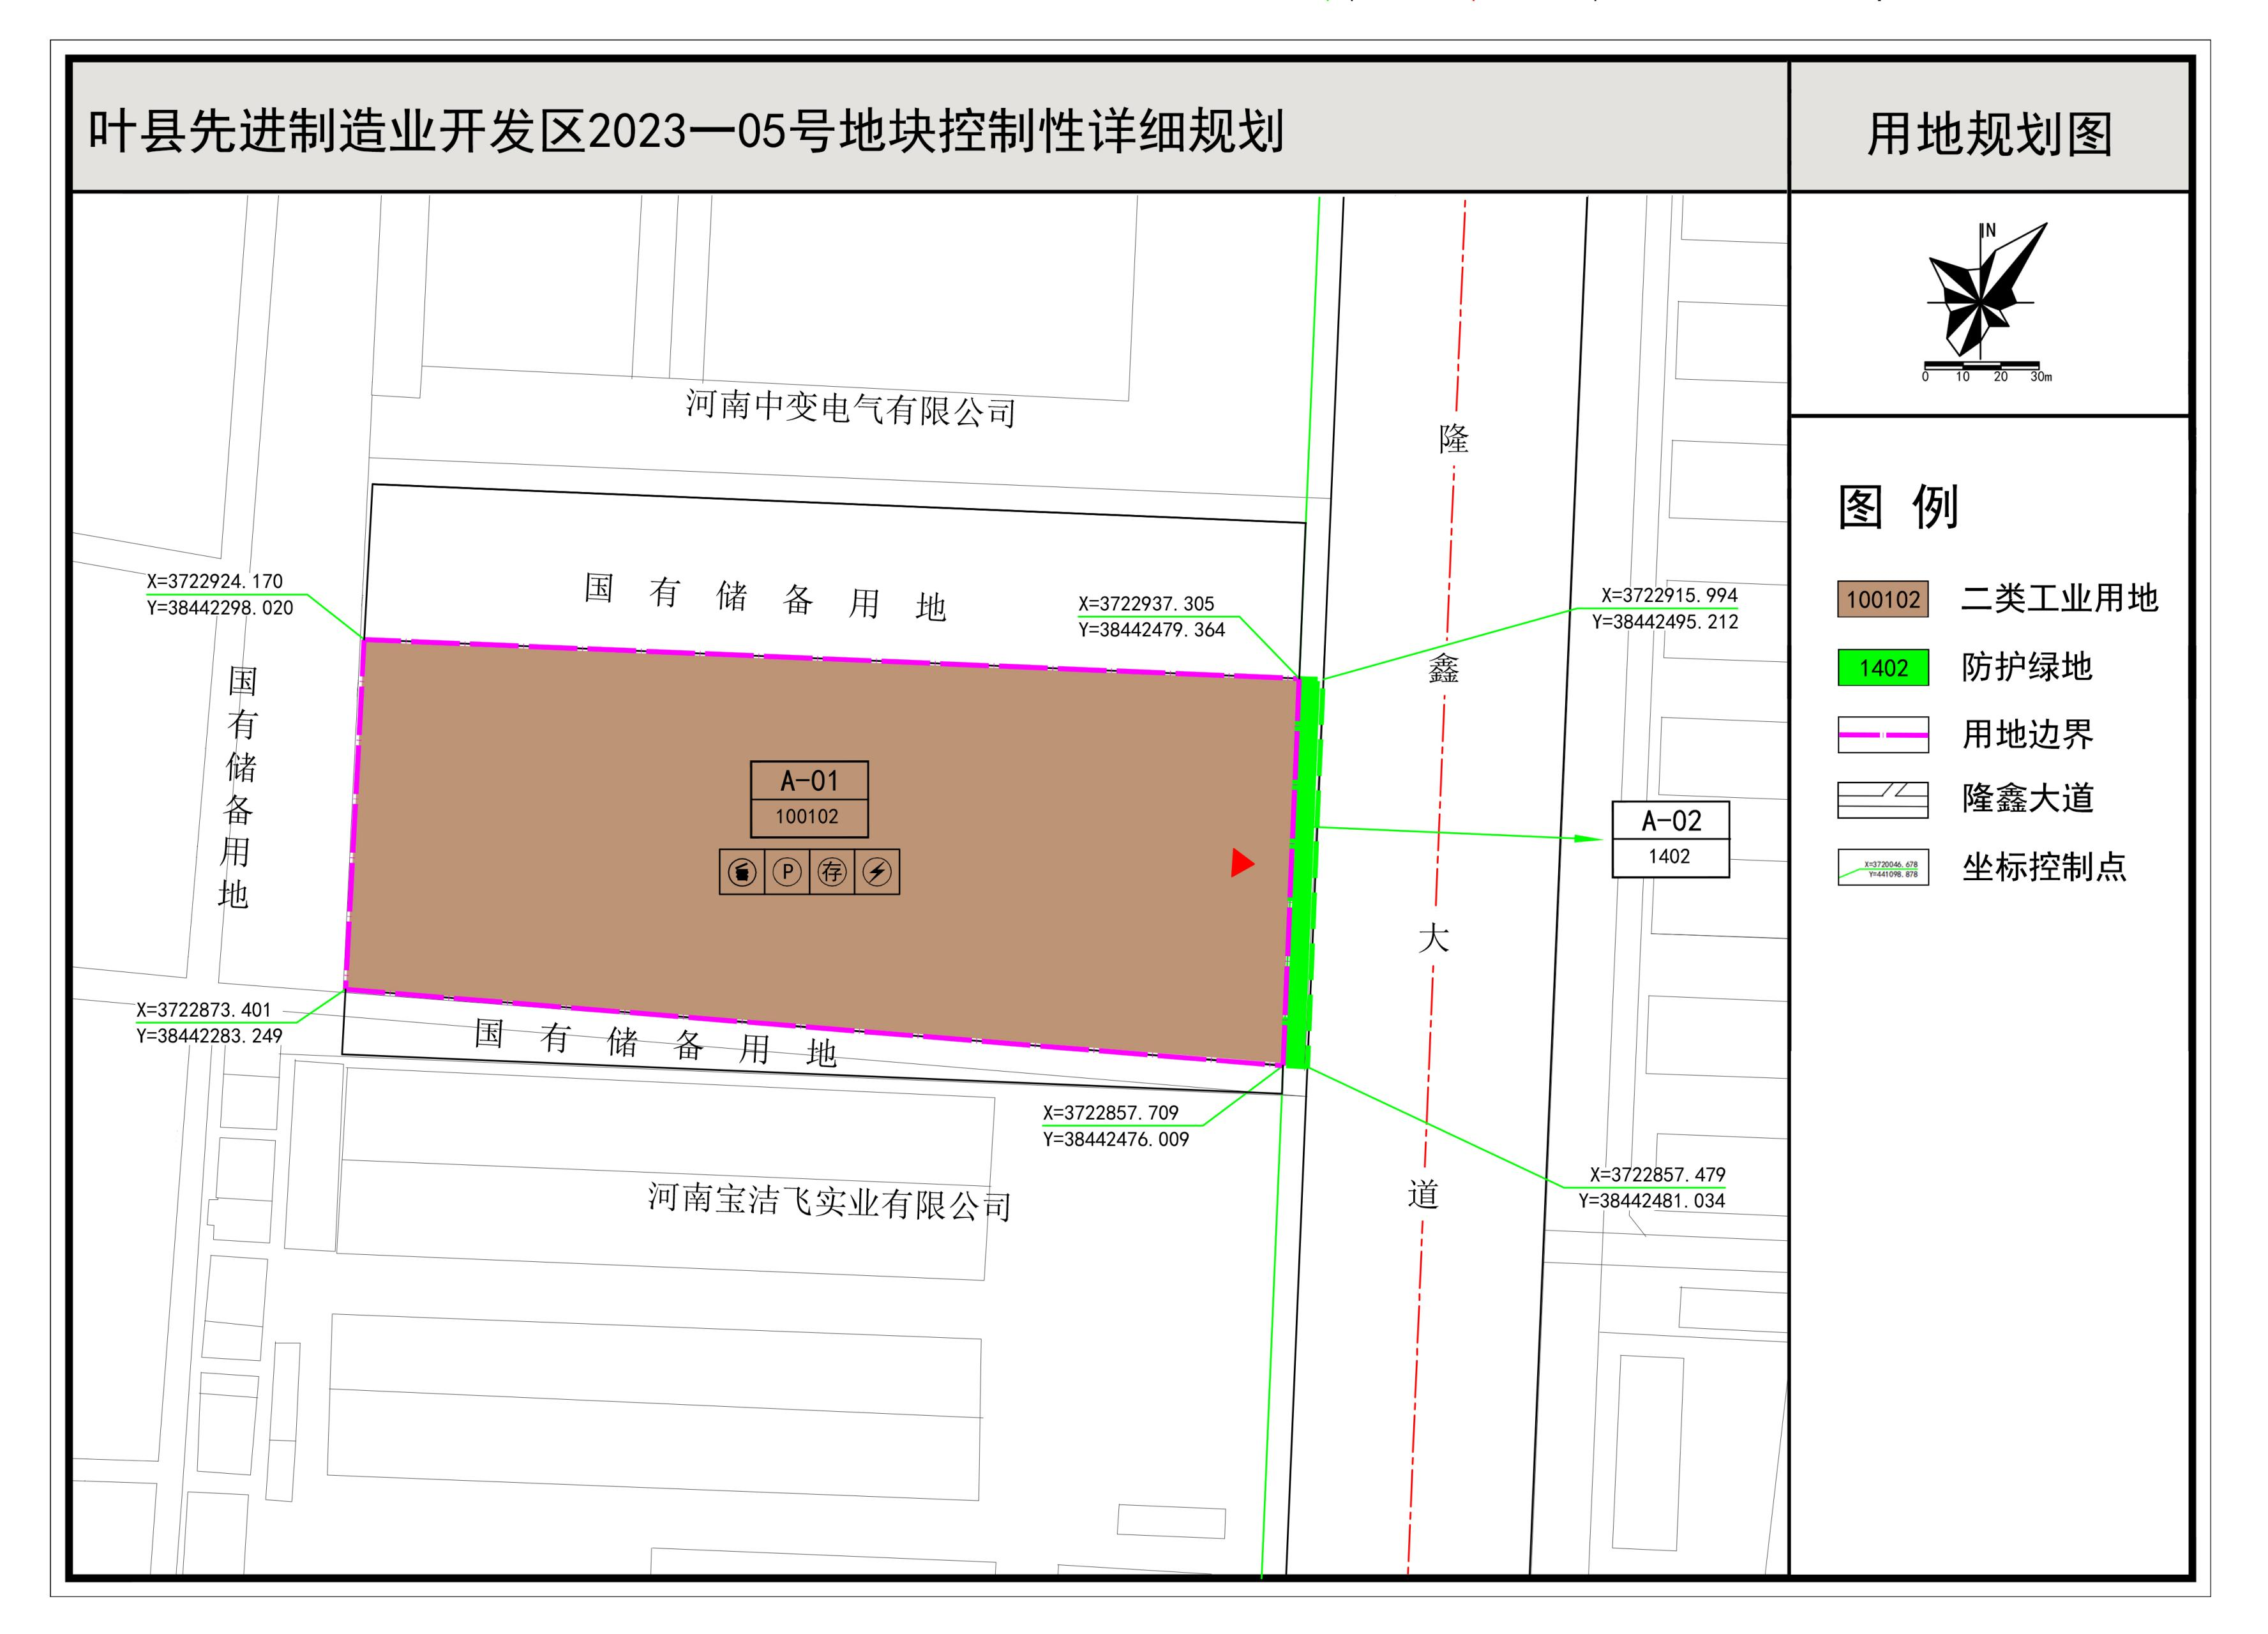 叶县先进制造业开发区2023—05号地块控制性详细规划
用地规划图
N
0 10 20 30m
图 例
100102 二类工业用地
1402 防护绿地
用地边界
隆鑫大道
X=3720046.678
Y=441098.878
坐标控制点
河南中变电气有限公司
国有储备用地
X=3722924.170
Y=38442298.020
X=3722937.305
Y=38442479.364
X=3722915.994
Y=38442495.212
国有储备用地
A-01
100102
P 存
A-02
1402
隆鑫大道
X=3722873.401
Y=38442283.249
国有储备用地
X=3722857.709
Y=38442476.009
X=3722857.479
Y=38442481.034
河南宝洁飞实业有限公司